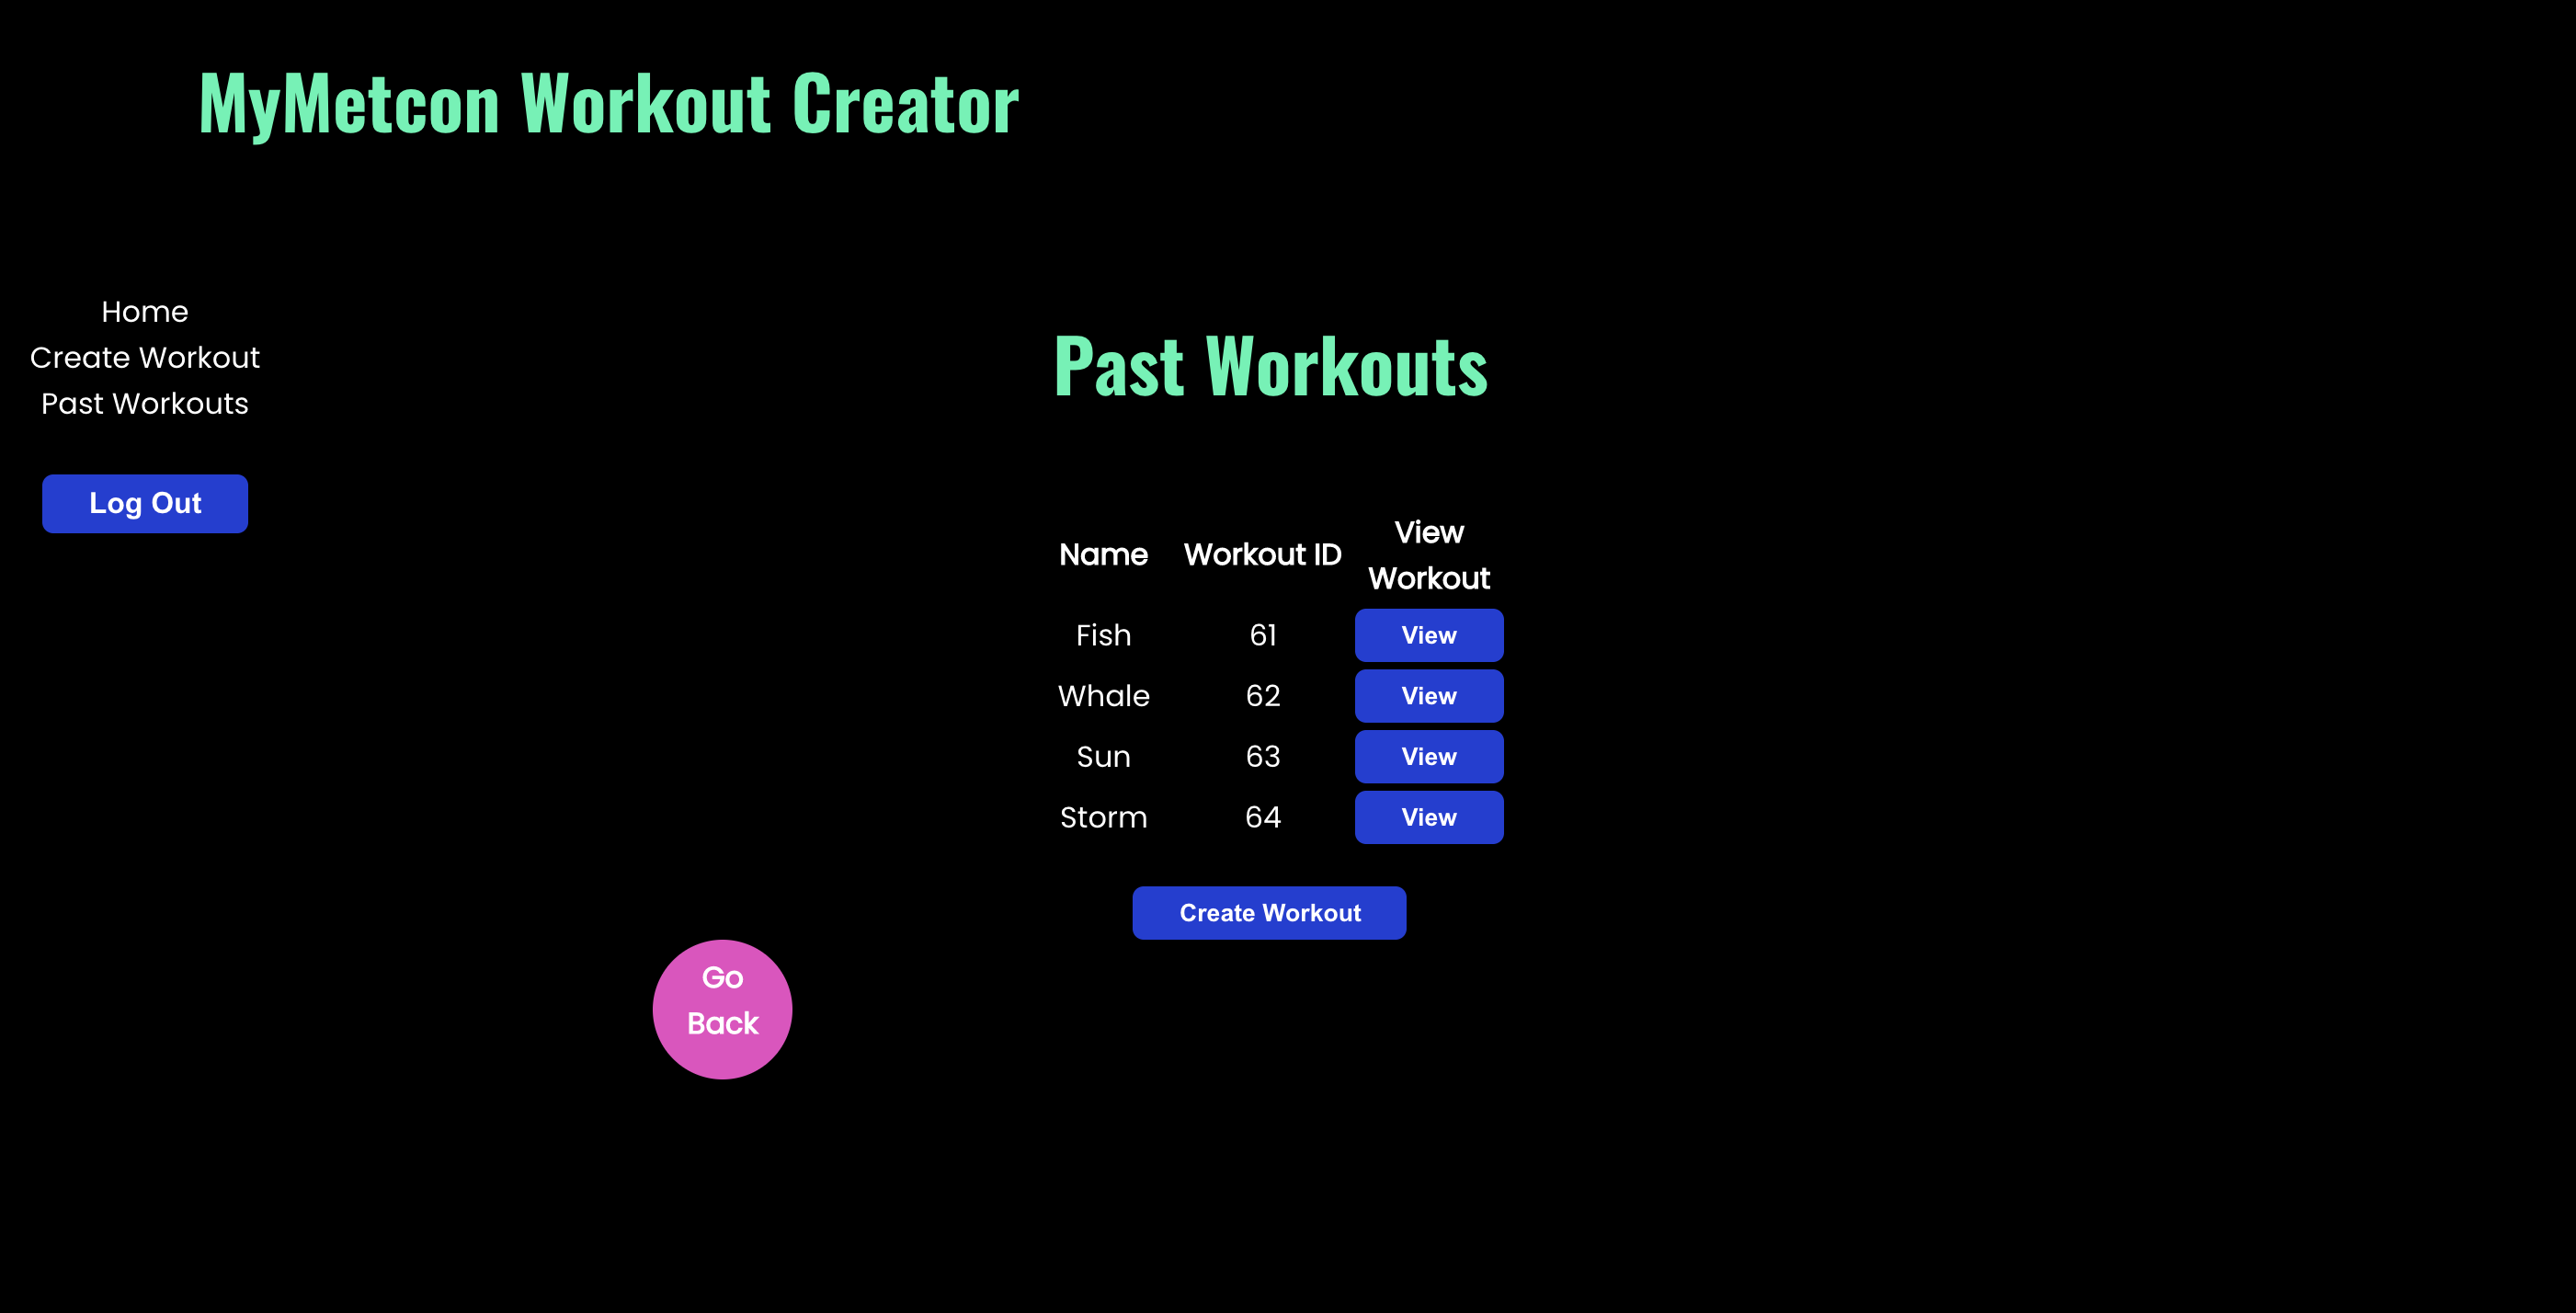 MyMetcon Workout Creator
Home
Create Workout
Past Workouts
Log Out
Past Workouts
Name Workout ID View Workout
Fish 61 View
Whale 62 View
Sun 63 View
Storm 64 View
Create Workout
Go
Back